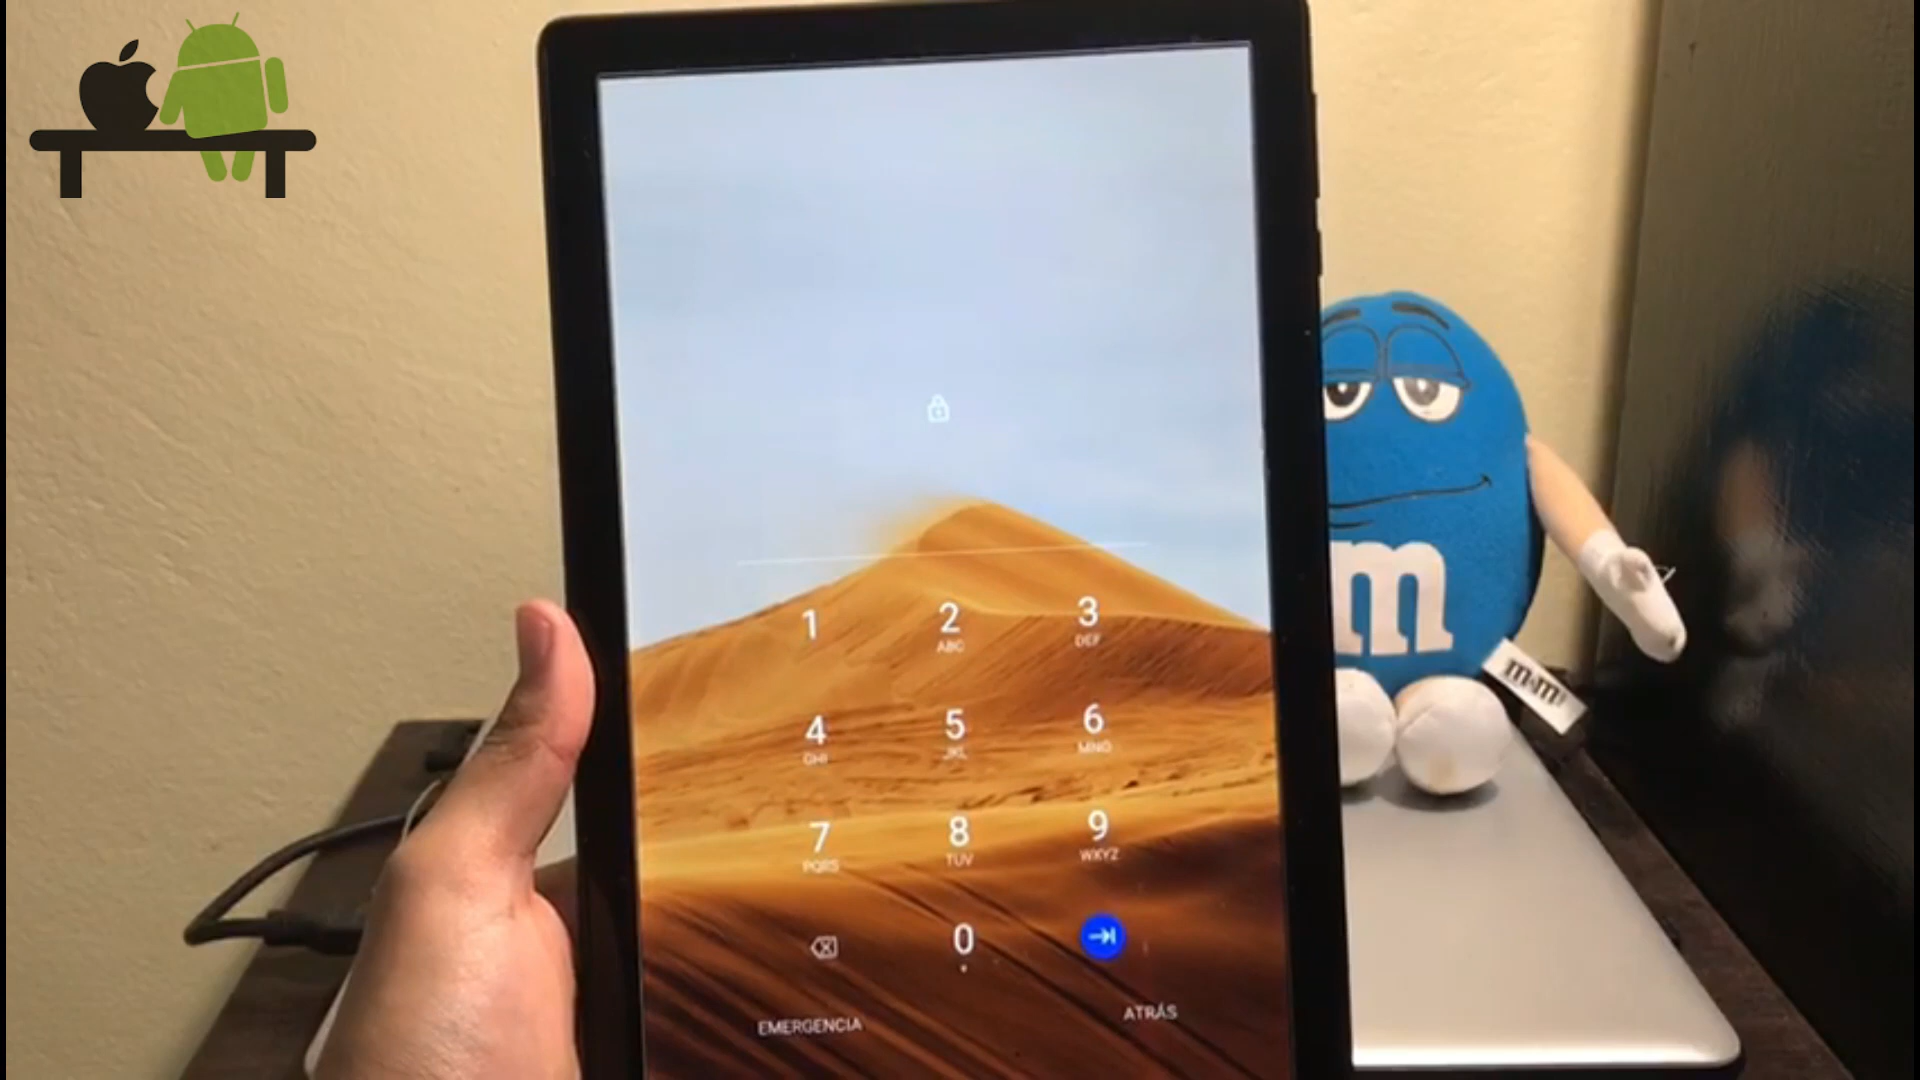 1
2
ABC
3
DEF
4
GHI
5
JKL
6
MNO
7
PQRS
8
TUV
9
WXYZ
0
+
EMERGENCIA
ATRÁS
m
m&m's